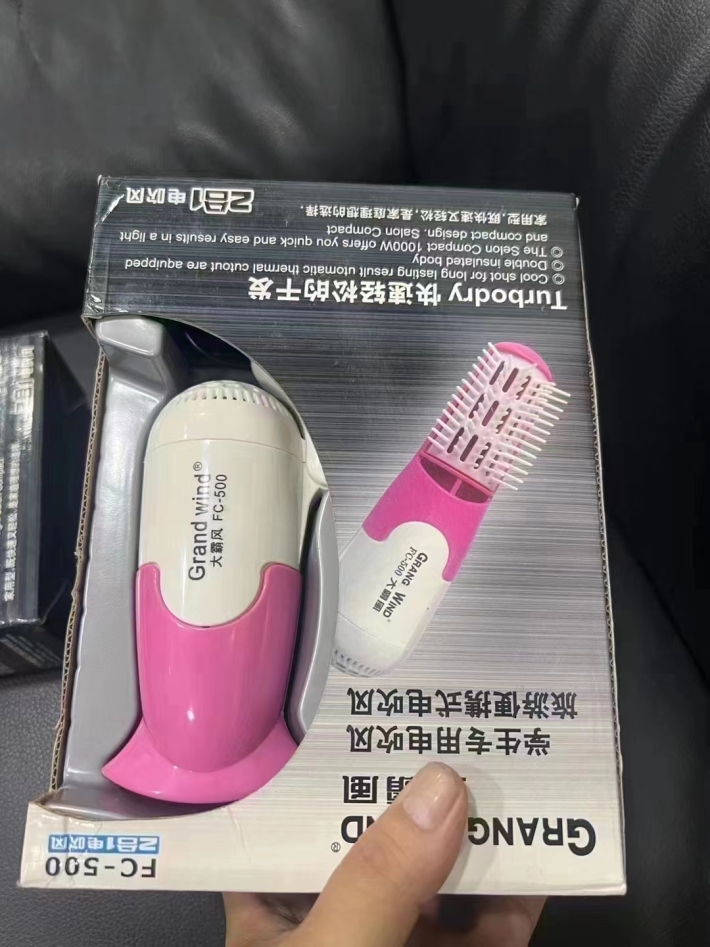 GRANG ND®
風
学生专用电吹风
旅游便携式电吹风
FC-500
2合1电吹风
GRANG WIND®
FC-500 大霸風
Grand wind®
大霸风 FC-500
Turbodry 快速轻松的干发
◎ Cool shot for long lasting result utomatic thermal cutout are equipped
◎ Double insulated body
◎ The Selon Compact 1000W offers you quick and easy results in a light
and compact design. Salon Compact
家用型,既快速又轻松,是家庭理想的选择.
2合1电吹风